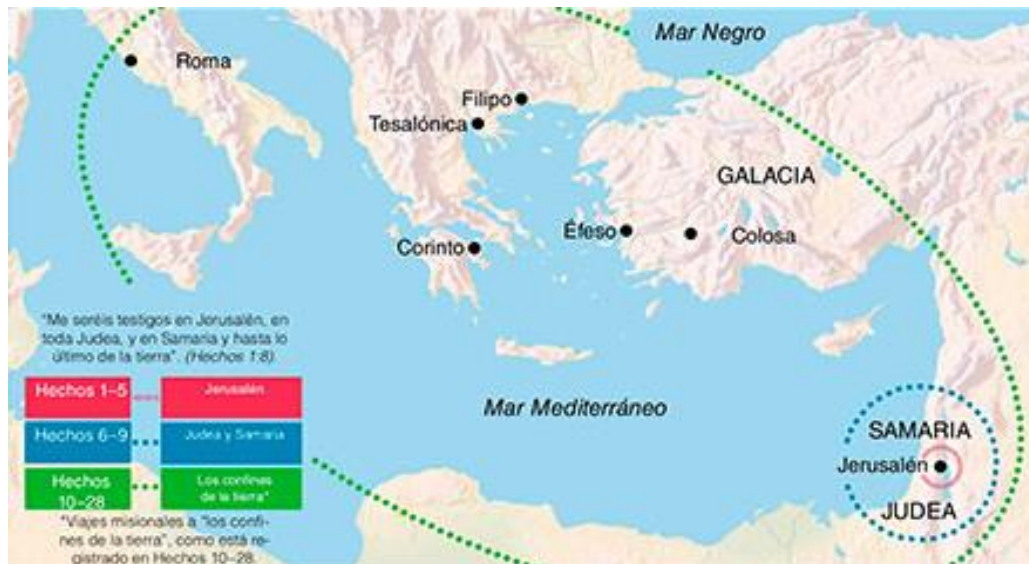 Mar Negro
Roma
Filipo
Tesalónica
GALACIA
Éfeso
Colosa
Corinto
"Me seréis testigos en Jerusalén, en
toda Judea, y en Samaria y hasta lo
último de la tierra". (Hechos 1:8)
Hechos 1–5
Jerusalén
Mar Mediterráneo
Hechos 6–9
Judea y Samaria
SAMARIA
Jerusalén
Hechos
10–28
Los confines
de la tierra"
JUDEA
"Viajes misionales a "los confi-
nes de la tierra", como está re-
gistrado en Hechos 10–28.